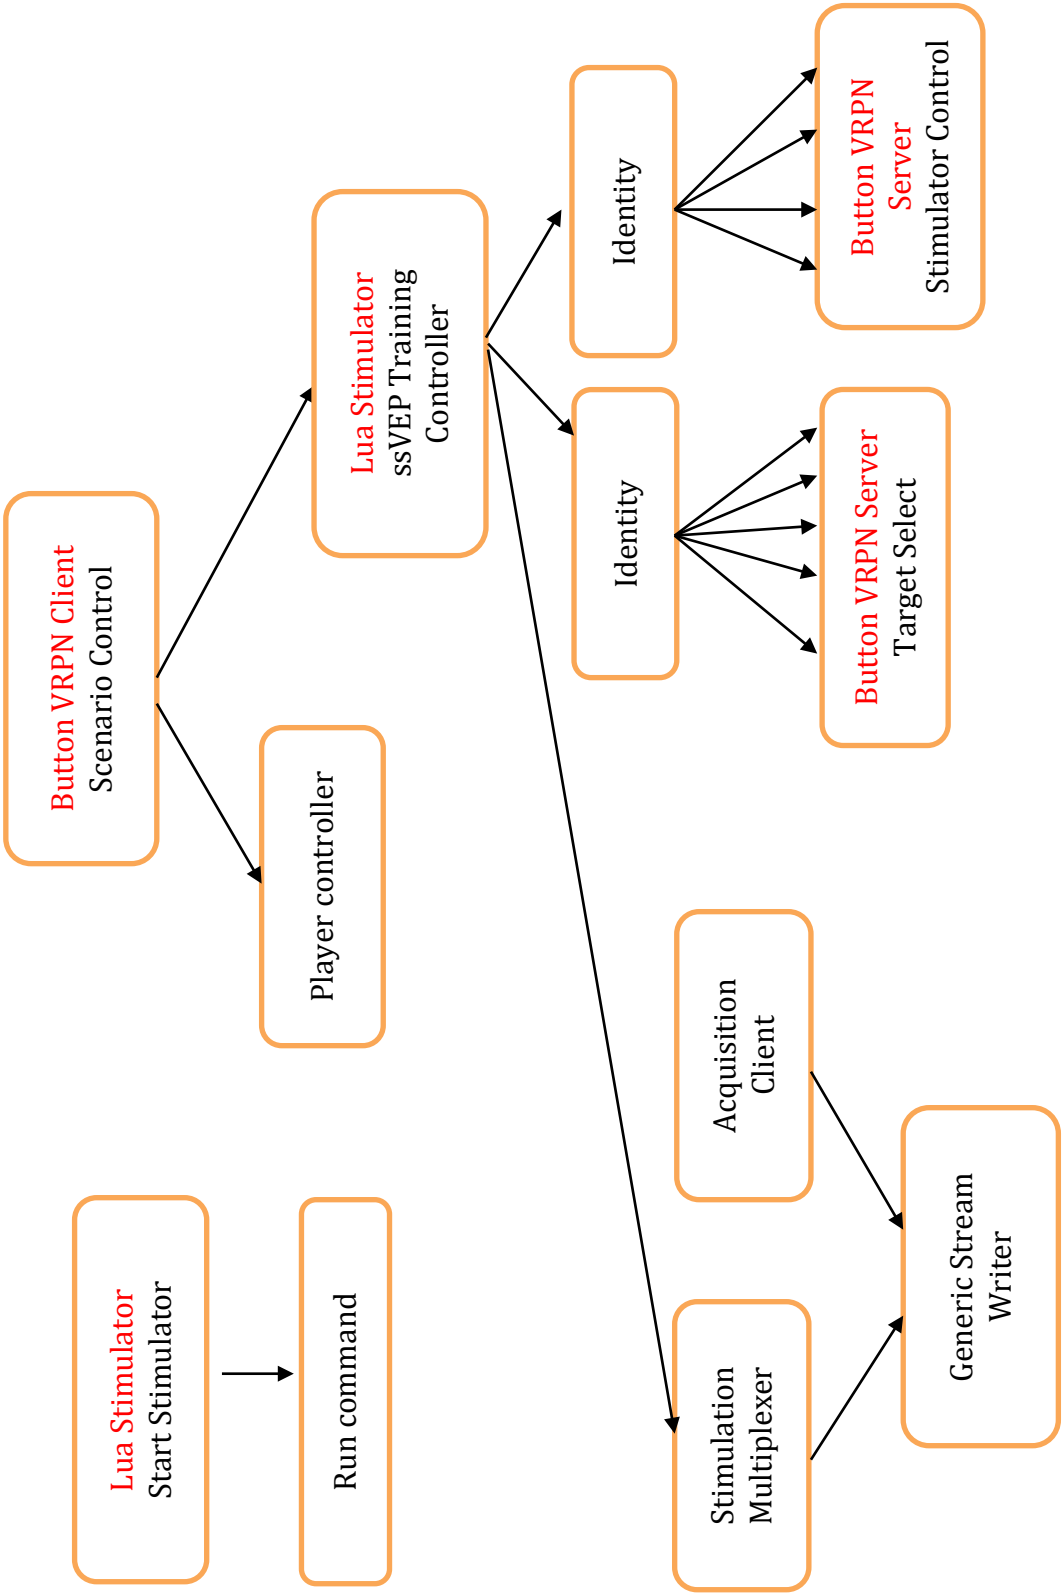 Button VRPN Client
Scenario Control
Lua Stimulator
Start Stimulator
Player controller
Lua Stimulator
ssVEP Training
Controller
Run command
Identity
Identity
Stimulation
Multiplexer
Acquisition
Client
Button VRPN Server
Target Select
Button VRPN
Server
Stimulator Control
Generic Stream
Writer